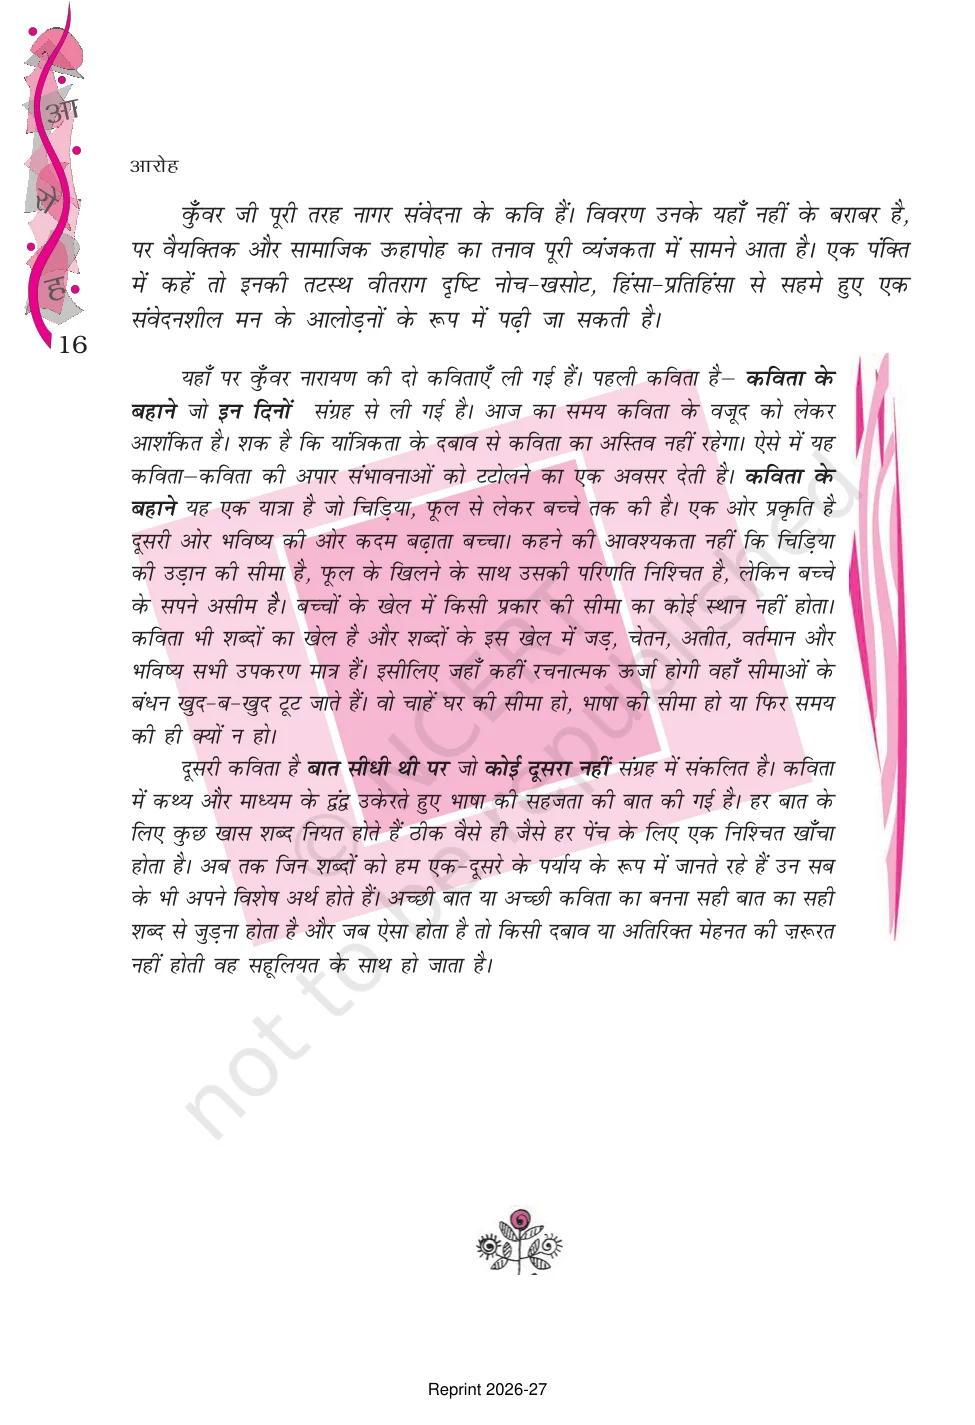 आ
रो
ह
16
आरोह
कुँवर जी पूरी तरह नागर संवेदना के कवि हैं। विवरण उनके यहाँ नहीं के बराबर है,
पर वैयक्तिक और सामाजिक ऊहापोह का तनाव पूरी व्यंजकता में सामने आता है। एक पंक्ति
में कहें तो इनकी तटस्थ वीतराग दृष्टि नोच-खसोट, हिंसा-प्रतिहिंसा से सहमे हुए एक
संवेदनशील मन के आलोड़नों के रूप में पढ़ी जा सकती है।
यहाँ पर कुँवर नारायण की दो कविताएँ ली गई हैं। पहली कविता है– कविता के
बहाने जो इन दिनों संग्रह से ली गई है। आज का समय कविता के वजूद को लेकर
आशंकित है। शक है कि यांत्रिकता के दबाव से कविता का अस्तित्व नहीं रहेगा। ऐसे में यह
कविता–कविता की अपार संभावनाओं को टटोलने का एक अवसर देती है। कविता के
बहाने यह एक यात्रा है जो चिड़िया, फूल से लेकर बच्चे तक की है। एक ओर प्रकृति है
दूसरी ओर भविष्य की ओर कदम बढ़ाता बच्चा। कहने की आवश्यकता नहीं कि चिड़िया
की उड़ान की सीमा है, फूल के खिलने के साथ उसकी परिणति निश्चित है, लेकिन बच्चे
के सपने असीम हैं। बच्चों के खेल में किसी प्रकार की सीमा का कोई स्थान नहीं होता।
कविता भी शब्दों का खेल है और शब्दों के इस खेल में जड़, चेतन, अतीत, वर्तमान और
भविष्य सभी उपकरण मात्र हैं। इसीलिए जहाँ कहीं रचनात्मक ऊर्जा होगी वहाँ सीमाओं के
बंधन खुद-ब-खुद टूट जाते हैं। वो चाहें घर की सीमा हो, भाषा की सीमा हो या फिर समय
की ही क्यों न हो।
दूसरी कविता है बात सीधी थी पर जो कोई दूसरा नहीं संग्रह में संकलित है। कविता
में कथ्य और माध्यम के द्वंद्व उकेरते हुए भाषा की सहजता की बात की गई है। हर बात के
लिए कुछ खास शब्द नियत होते हैं ठीक वैसे ही जैसे हर पेंच के लिए एक निश्चित खाँचा
होता है। अब तक जिन शब्दों को हम एक-दूसरे के पर्याय के रूप में जानते रहे हैं उन सब
के भी अपने विशेष अर्थ होते हैं। अच्छी बात या अच्छी कविता का बनना सही बात का सही
शब्द से जुड़ना होता है और जब ऐसा होता है तो किसी दबाव या अतिरिक्त मेहनत की ज़रूरत
नहीं होती वह सहूलियत के साथ हो जाता है।
© NCERT
not to be republished
Reprint 2026-27